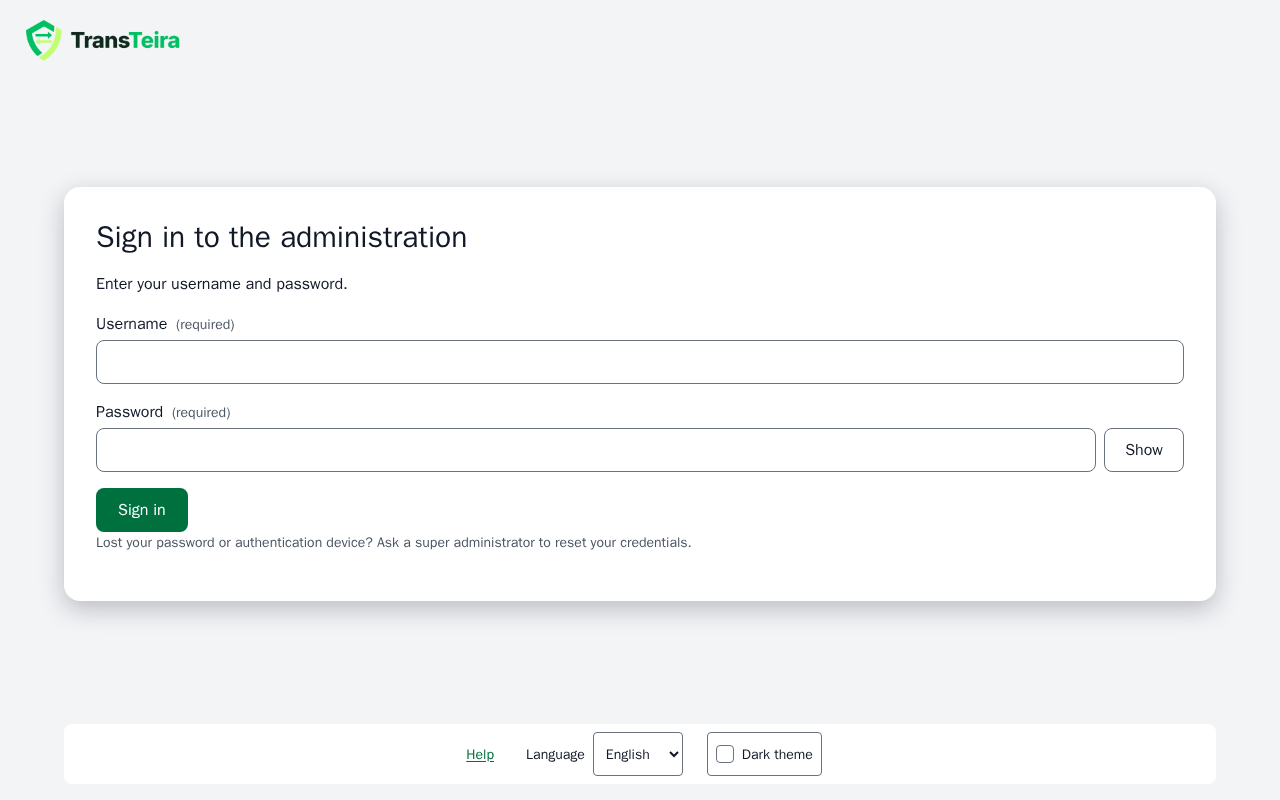 TransTeira
Sign in to the administration
Enter your username and password.
Username (required)
Password (required)
Show
Sign in
Lost your password or authentication device? Ask a super administrator to reset your credentials.
Help
Language
English
Dark theme